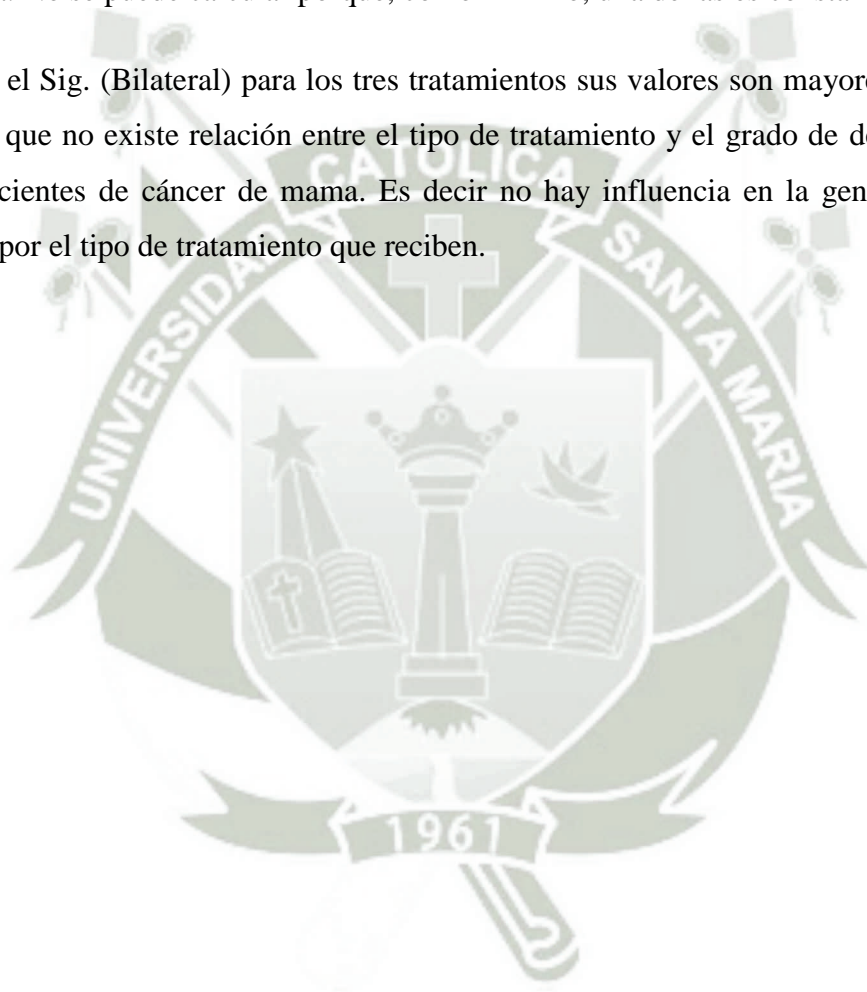 el Sig. (Bilateral) para los tres tratamientos sus valores son mayor
que no existe relación entre el tipo de tratamiento y el grado de d
cientes de cáncer de mama. Es decir no hay influencia en la gen
por el tipo de tratamiento que reciben.
UNIVERSIDAD CATOLICA SANTA MARIA
1961